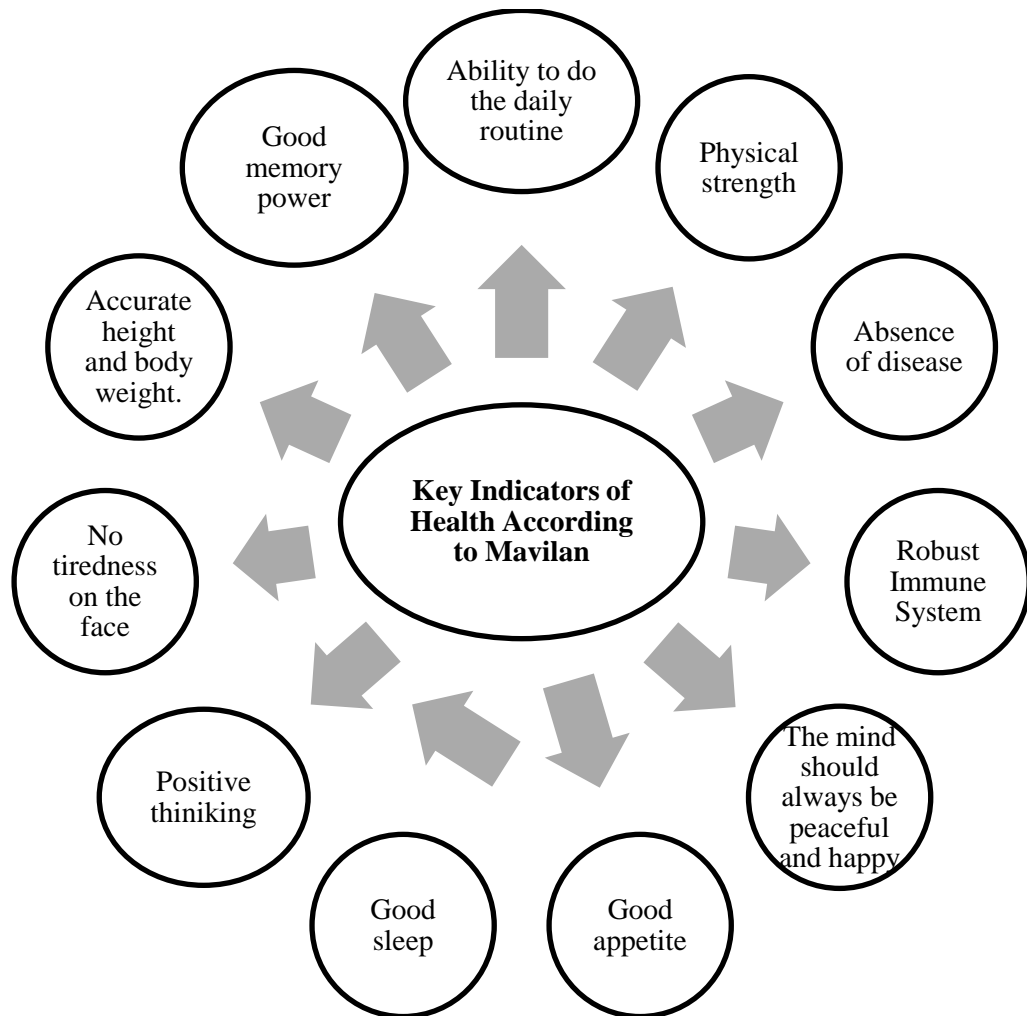 Key Indicators of
Health According
to Mavilan
Ability to do
the daily
routine
Physical
strength
Absence
of disease
Robust
Immune
System
The mind
should
always be
peaceful
and happy
Good
appetite
Good
sleep
Positive
thiniking
No
tiredness
on the
face
Accurate
height
and body
weight.
Good
memory
power